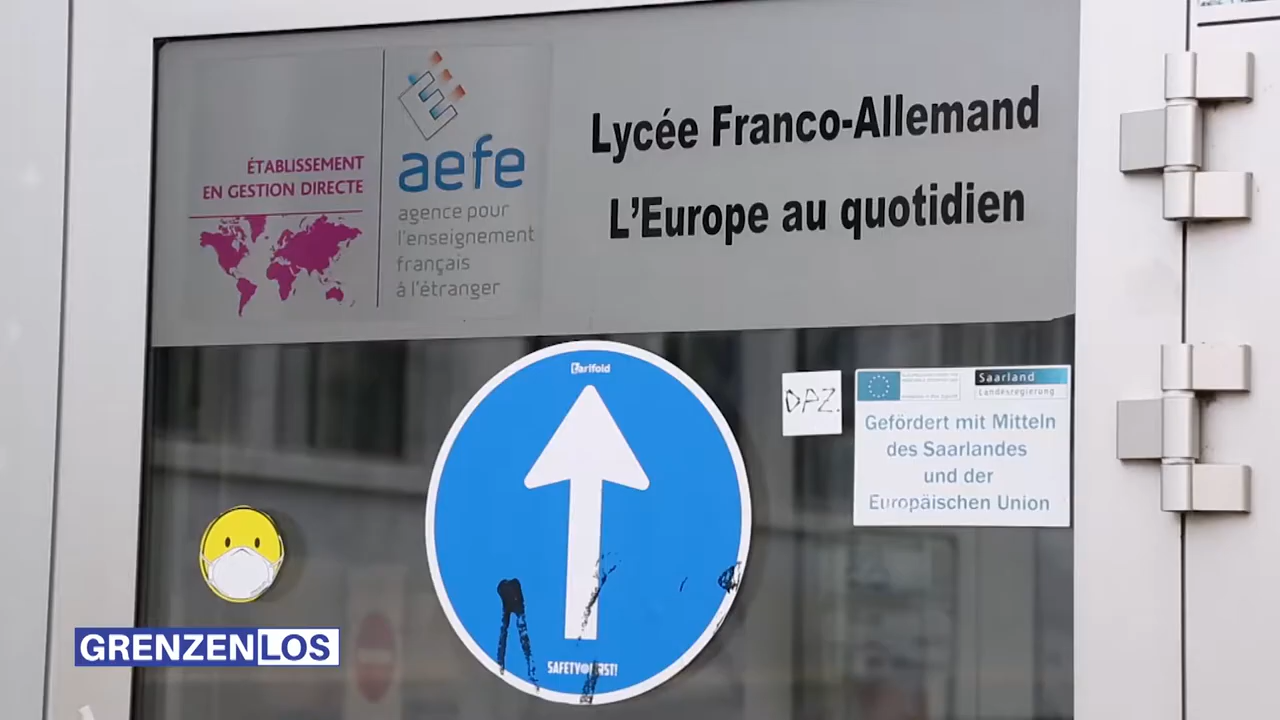 ÉTABLISSEMENT
EN GESTION DIRECTE
aefe
agence pour
l'enseignement
français
à l'étranger
Lycée Franco-Allemand
L'Europe au quotidien
tarifold
SAFETY@FIRST!
DPZ.
Saarland
Landesregierung
Gefördert mit Mitteln
des Saarlandes
und der
Europäischen Union
GRENZENLOS